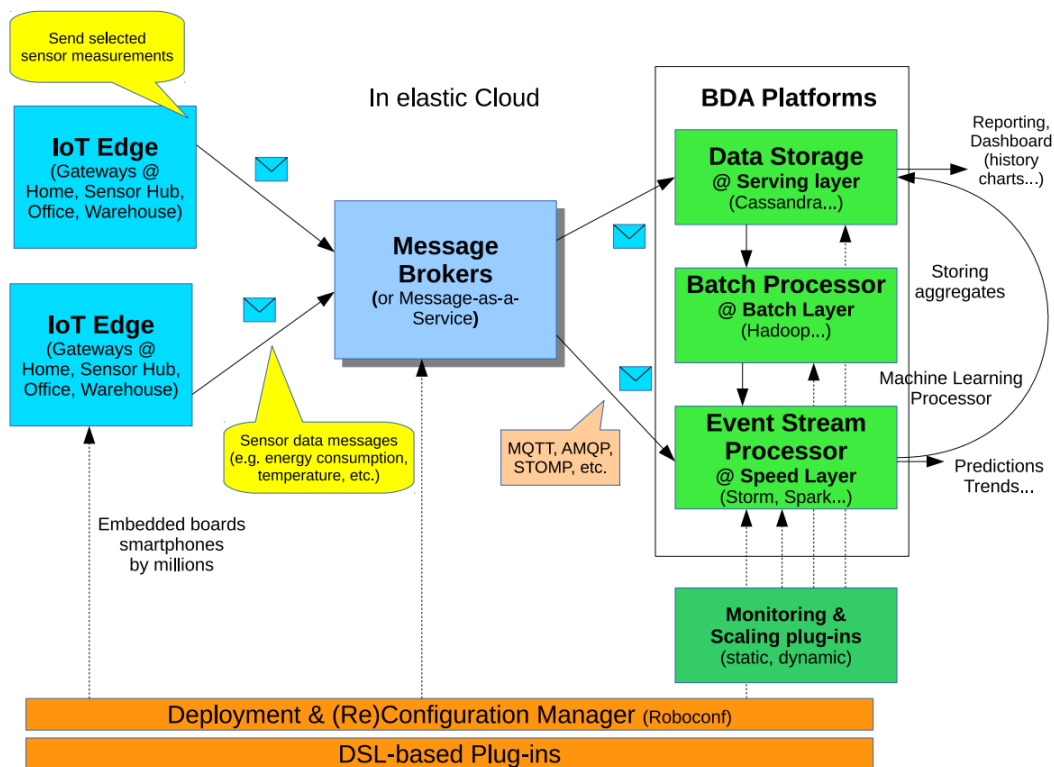 Send selected
sensor measurements
In elastic Cloud
BDA Platforms
IoT Edge
(Gateways @
Home, Sensor Hub,
Office, Warehouse)
Data Storage
@ Serving layer
(Cassandra...)
Reporting,
Dashboard
(history
charts...)
Message
Brokers
(or Message-as-a-
Service)
Batch Processor
@ Batch Layer
(Hadoop...)
Storing
aggregates
IoT Edge
(Gateways @
Home, Sensor Hub,
Office, Warehouse)
Machine Learning
Processor
Sensor data messages
(e.g. energy consumption,
temperature, etc.)
MQTT, AMQP,
STOMP, etc.
Event Stream
Processor
@ Speed Layer
(Storm, Spark...)
Predictions
Trends...
Embedded boards
smartphones
by millions
Monitoring &
Scaling plug-ins
(static, dynamic)
Deployment & (Re)Configuration Manager (Roboconf)
DSL-based Plug-ins